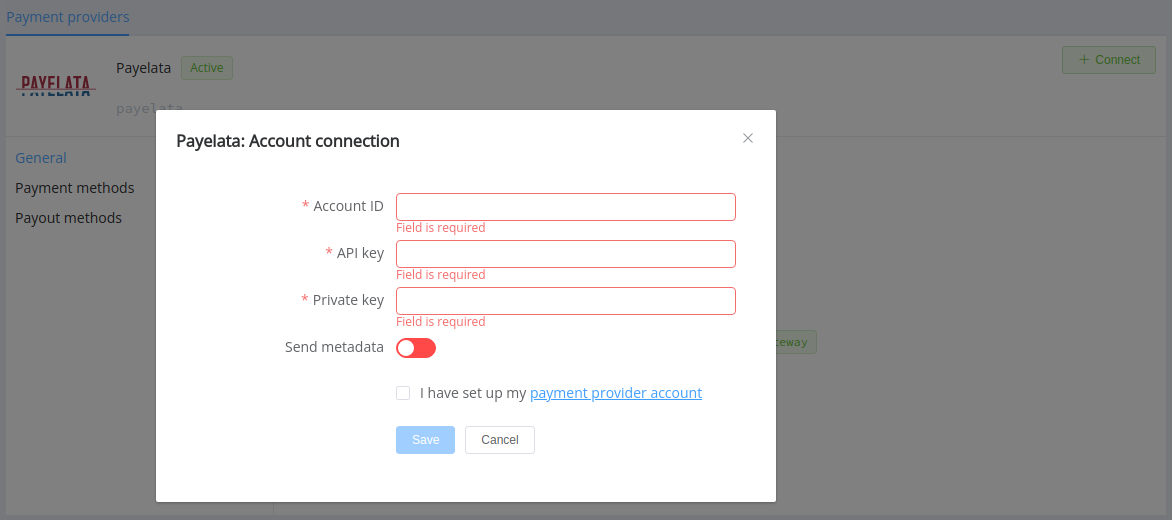 Payment providers
PAYELATA
Payelata Active
+ Connect
payelata
Payelata: Account connection
General
Payment methods
Payout methods
* Account ID
Field is required
* API key
Field is required
* Private key
Field is required
Send metadata
I have set up my payment provider account
Save Cancel